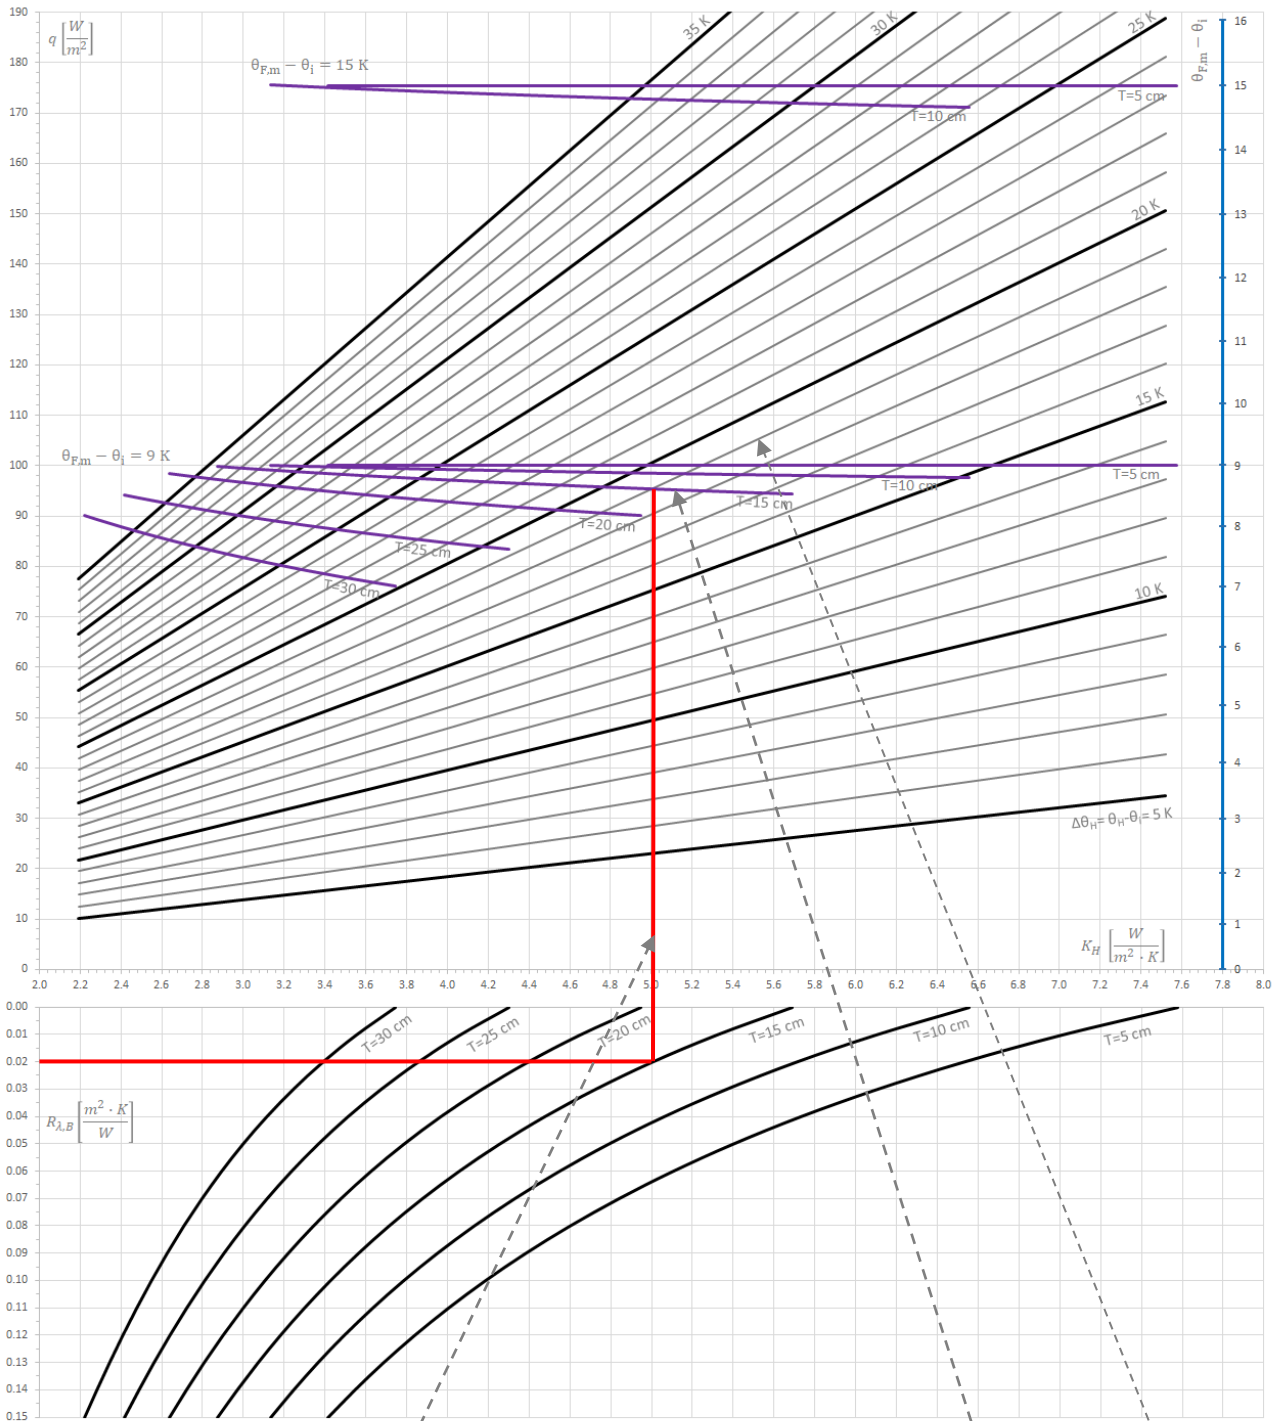 190
180
170
160
150
140
130
120
110
100
90
80
70
60
50
40
30
20
10
0
q [W/m²]
35 K
30 K
25 K
θF,m − θi
16
15
14
13
12
11
10
9
8
7
6
5
4
3
2
1
0
θF,m − θi = 15 K
T=5 cm
T=10 cm
20 K
15 K
θF,m − θi = 9 K
T=5 cm
T=10 cm
T=15 cm
T=20 cm
T=25 cm
T=30 cm
10 K
ΔθH= θH-θi= 5 K
KH [W/m² · K]
2.0 2.2 2.4 2.6 2.8 3.0 3.2 3.4 3.6 3.8 4.0 4.2 4.4 4.6 4.8 5.0 5.2 5.4 5.6 5.8 6.0 6.2 6.4 6.6 6.8 7.0 7.2 7.4 7.6 7.8 8.0
0.00
0.01
0.02
0.03
0.04
0.05
0.06
0.07
0.08
0.09
0.10
0.11
0.12
0.13
0.14
0.15
T=30 cm
T=25 cm
T=20 cm
T=15 cm
T=10 cm
T=5 cm
Rλ,B [m² · K/W]